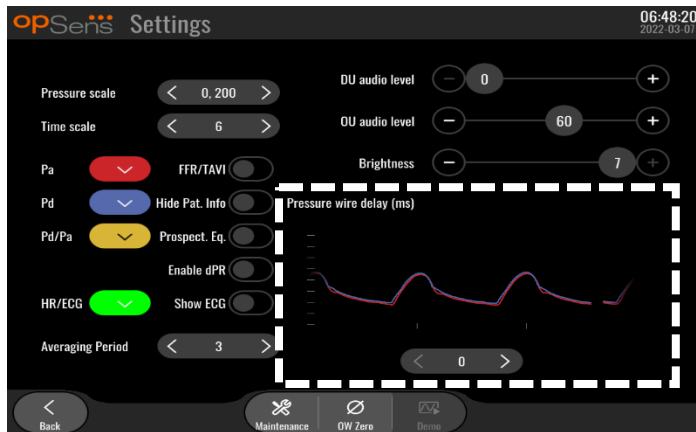 opSens Settings
06:48:20
2022-03-07
Pressure scale
0, 200
DU audio level
0
Time scale
6
OU audio level
60
Pa
FFR/TAVI
Brightness
7
Pd
Hide Pat. Info
Pressure wire delay (ms)
Pd/Pa
Prospect. Eq.
Enable dPR
HR/ECG
Show ECG
Averaging Period
3
0
Back
Maintenance
OW Zero
Demo